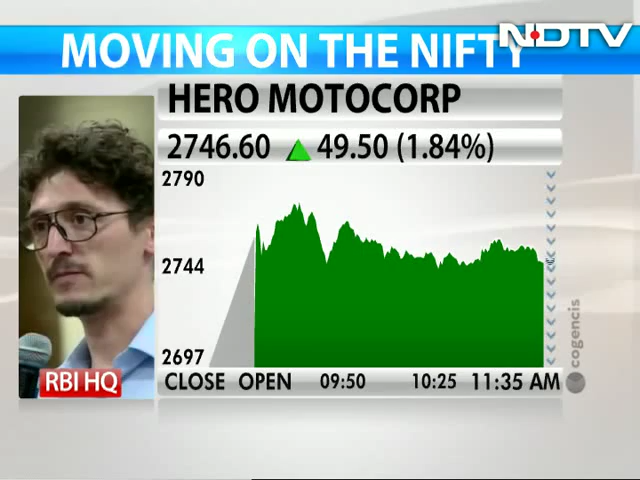 MOVING ON THE NIFTY
NDTV
HERO MOTOCORP
2746.60 49.50 (1.84%)
2790
2744
2697
CLOSE OPEN 09:50 10:25 11:35 AM
RBI HQ
cogencis